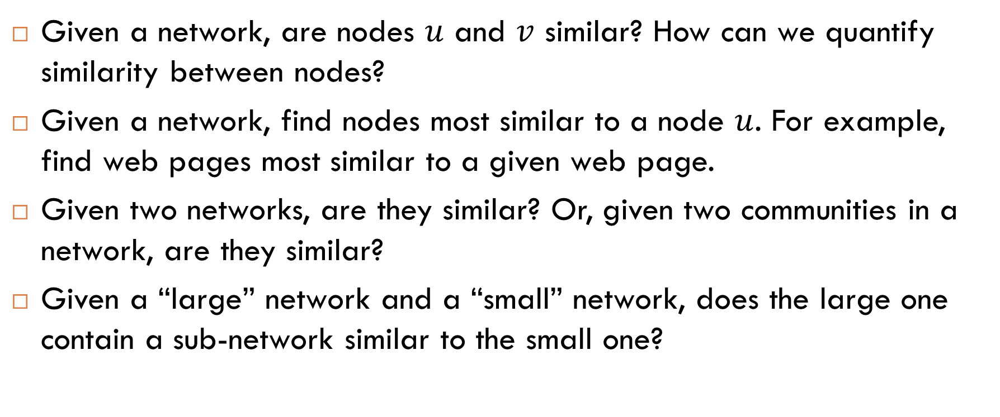 Given a network, are nodes 𝑢 and 𝑣 similar? How can we quantify
similarity between nodes?
Given a network, find nodes most similar to a node 𝑢. For example,
find web pages most similar to a given web page.
Given two networks, are they similar? Or, given two communities in a
network, are they similar?
Given a “large” network and a “small” network, does the large one
contain a sub-network similar to the small one?